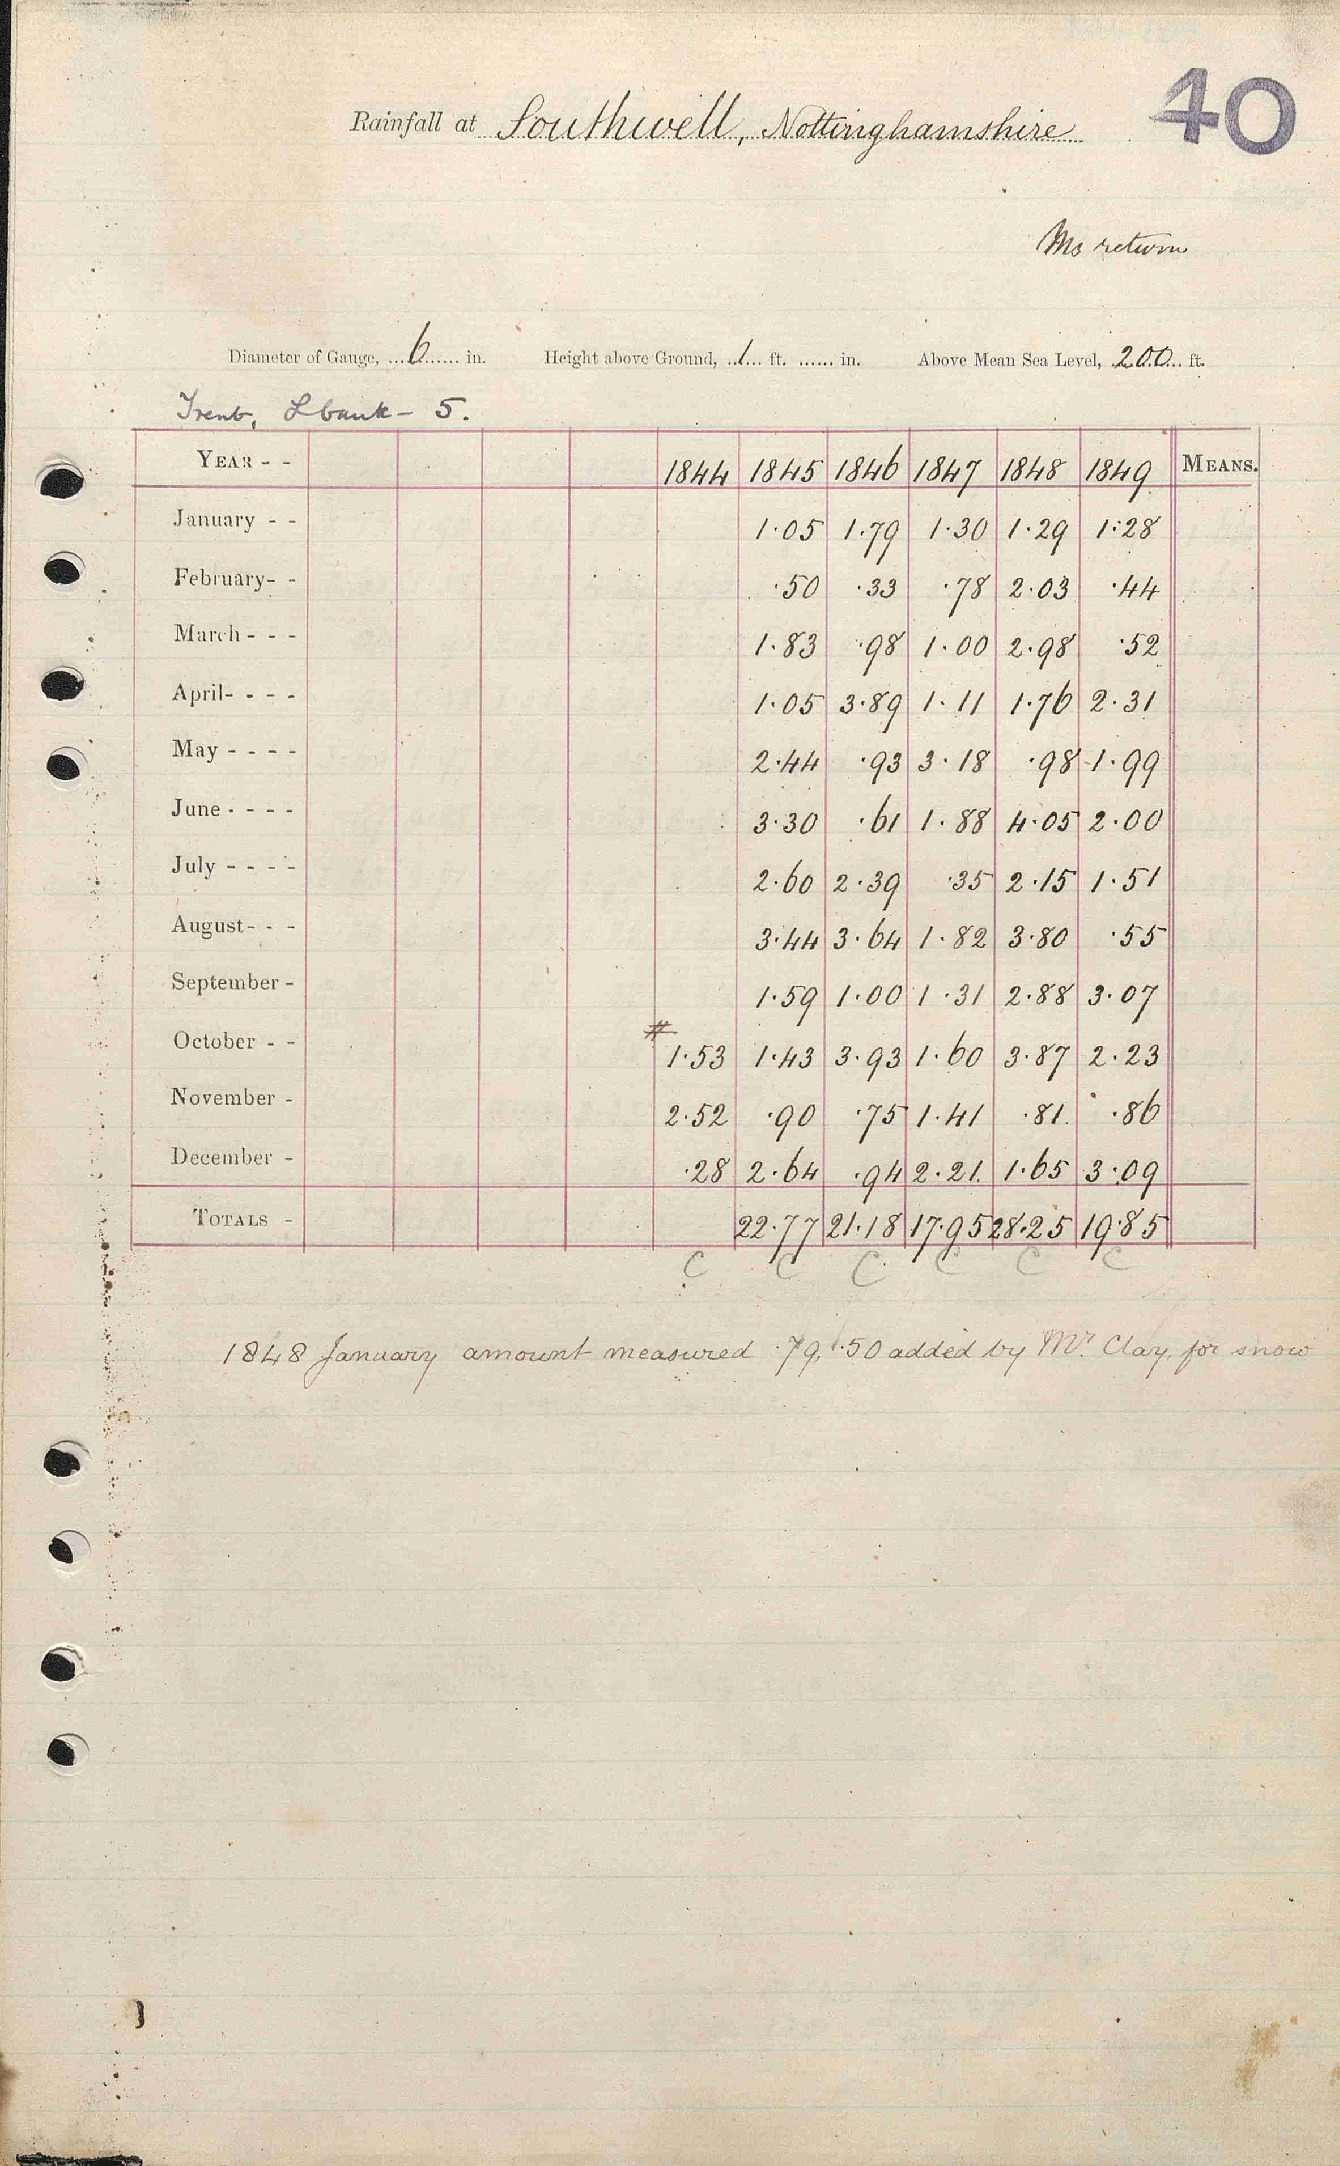 40
Rainfall at Southwell, Nottinghamshire
Ms return
Diameter of Gauge, ...6...... in. Height above Ground, ..1... ft. ...... in. Above Mean Sea Level, .200... ft.
Trent, L bank - 5.
YEAR - - 1844 1845 1846 1847 1848 1849 MEANS.
January - - 1.05 1.79 1.30 1.29 1.28
February- - .50 .33 .78 2.03 .44
March - - - 1.83 .98 1.00 2.98 .52
April- - - - 1.05 3.89 1.11 1.76 2.31
May - - - - 2.44 .93 3.18 .98 1.99
June - - - - 3.30 .61 1.88 4.05 2.00
July - - - - 2.60 2.39 .35 2.15 1.51
August- - - 3.44 3.64 1.82 3.80 .55
September - 1.59 1.00 1.31 2.88 3.07
#
October - - 1.53 1.43 3.93 1.60 3.87 2.23
November - 2.52 .90 .75 1.41 .81 .86
December - .28 2.64 .94 2.21 1.65 3.09
TOTALS - 22.77 21.18 17.95 28.25 19.85
C C C C C C
1848 January amount measured .79, .50 added by Mr. Clay, for snow